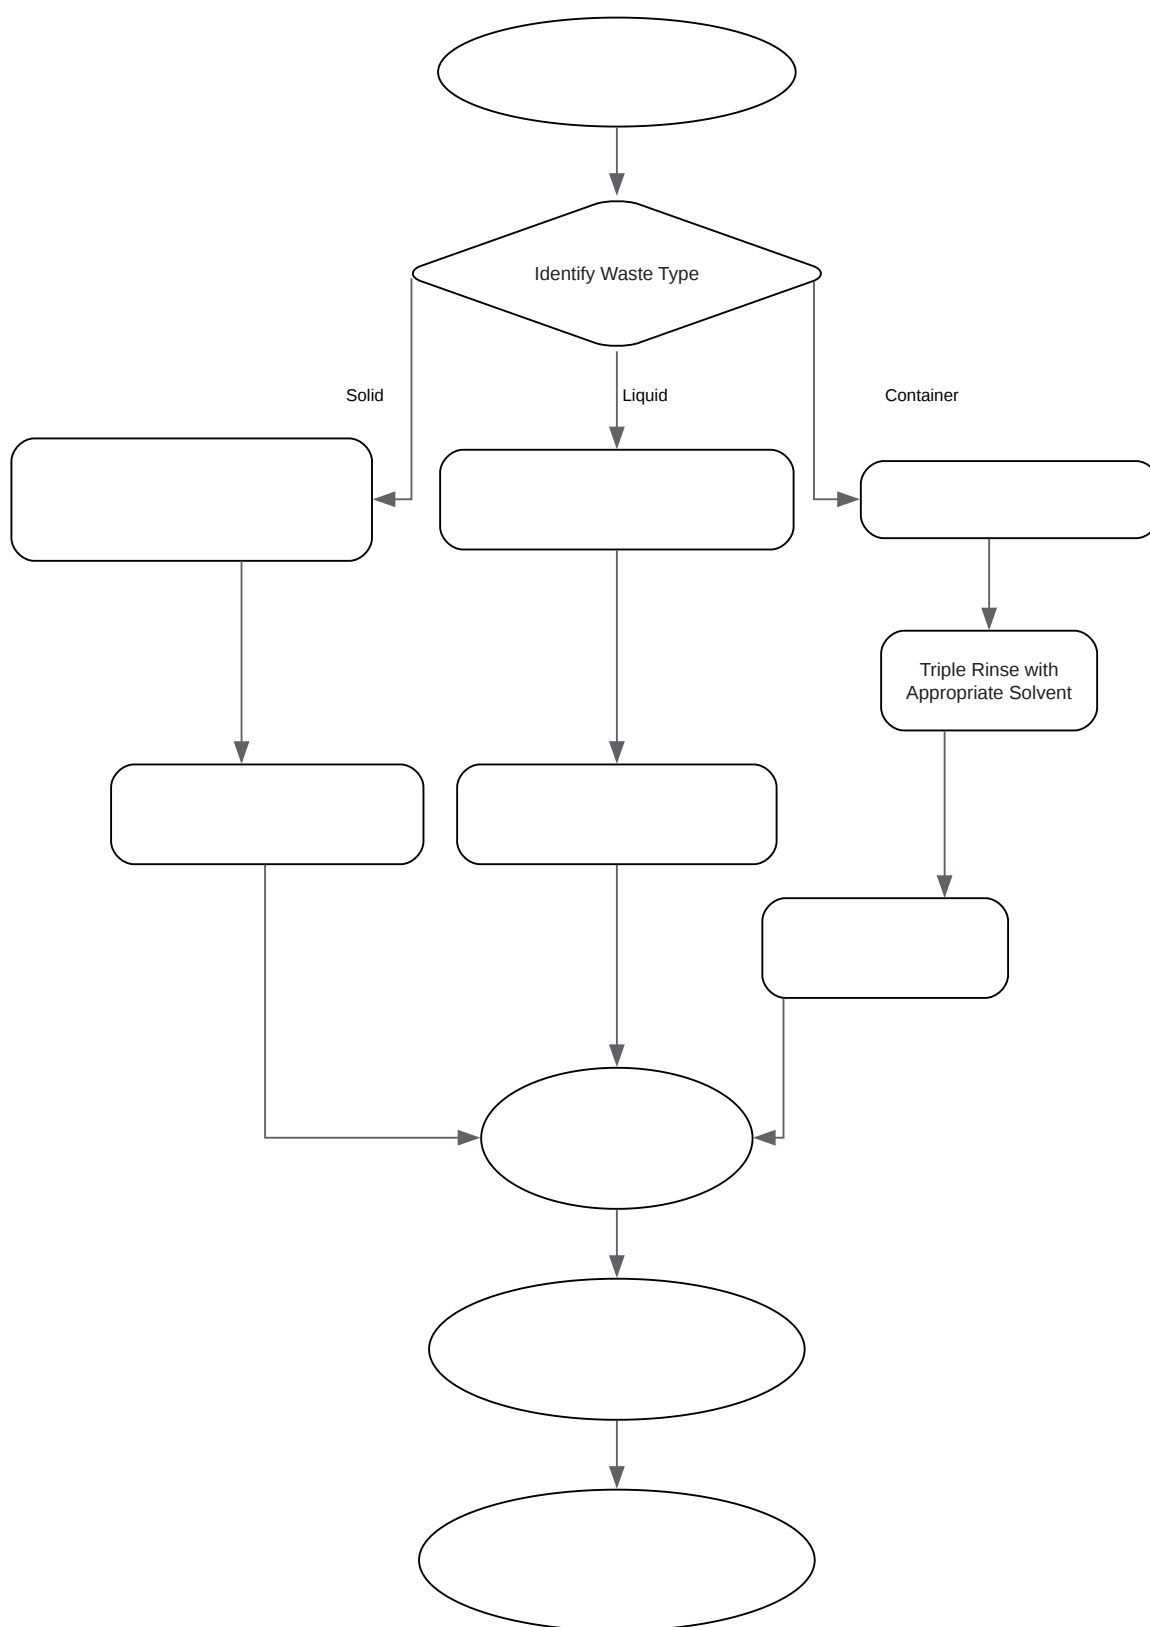 Identify Waste Type
Solid
Liquid
Container
Triple Rinse with
Appropriate Solvent